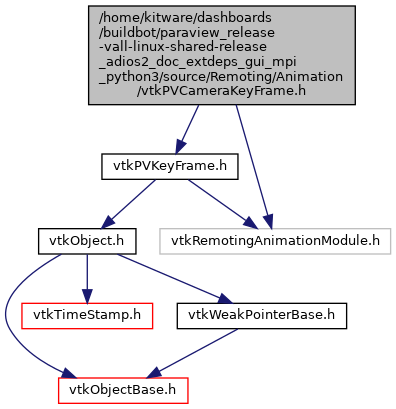 /home/kitware/dashboards
/buildbot/paraview_release
-vall-linux-shared-release
_adios2_doc_extdeps_gui_mpi
_python3/source/Remoting/Animation
/vtkPVCameraKeyFrame.h
vtkPVKeyFrame.h
vtkObject.h
vtkRemotingAnimationModule.h
vtkTimeStamp.h
vtkWeakPointerBase.h
vtkObjectBase.h